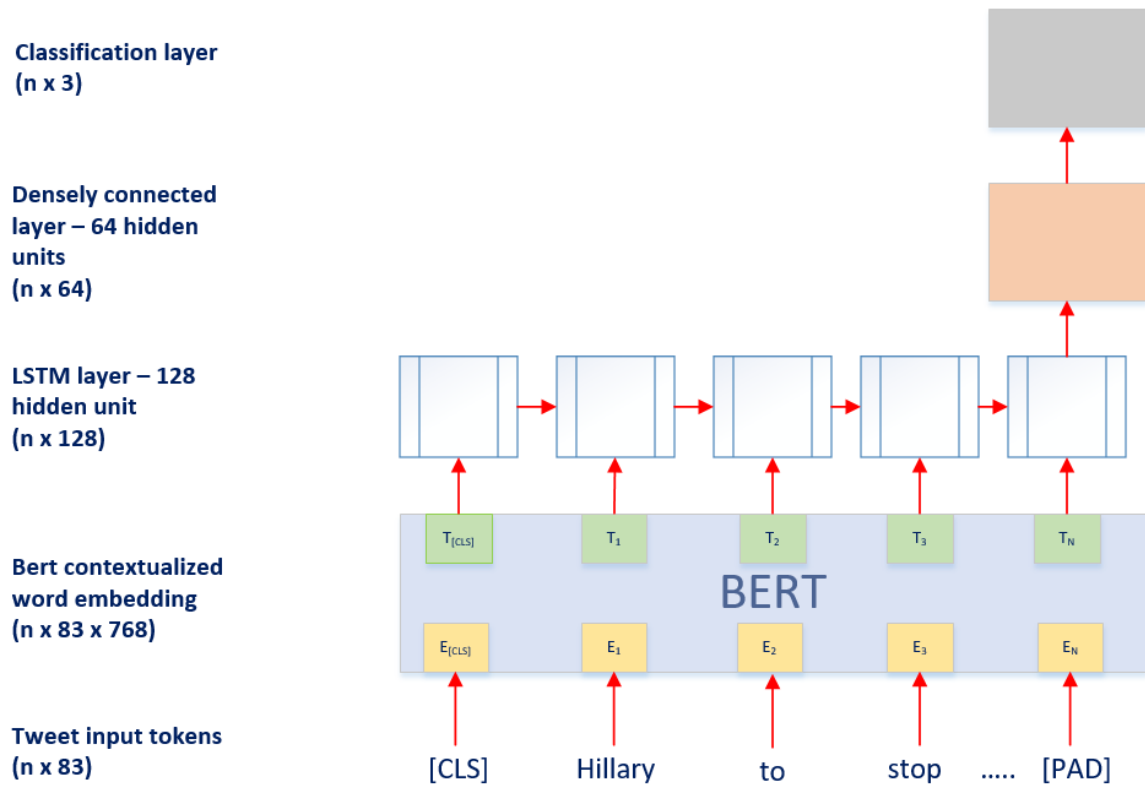 Classification layer
(n x 3)
Densely connected
layer – 64 hidden
units
(n x 64)
LSTM layer – 128
hidden unit
(n x 128)
T[CLS] T1 T2 T3 TN
Bert contextualized
word embedding
(n x 83 x 768)
BERT
E[CLS] E1 E2 E3 EN
Tweet input tokens
(n x 83)
[CLS] Hillary to stop ..... [PAD]